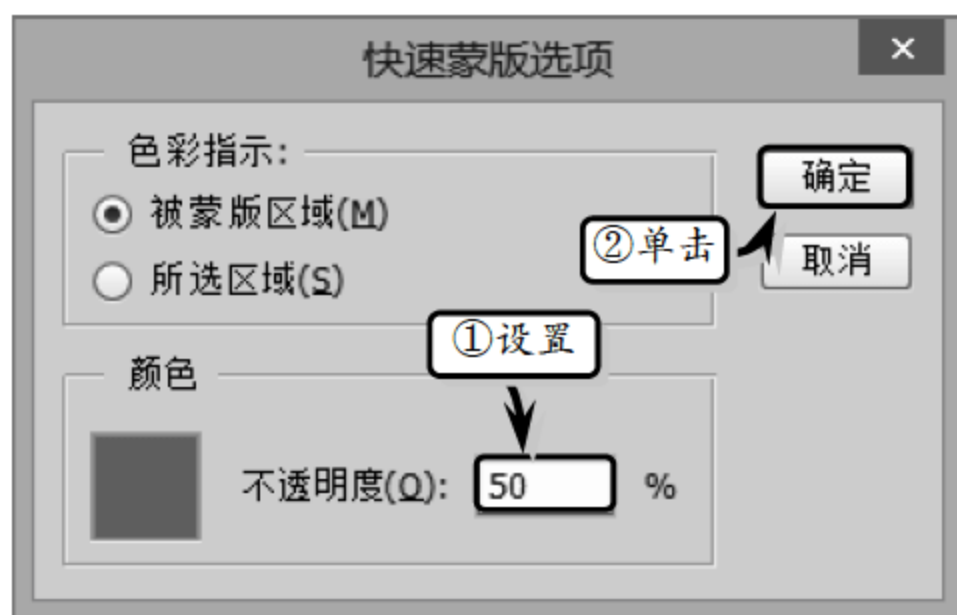 快速蒙版选项
色彩指示:
被蒙版区域(M)
所选区域(S)
确定
②单击
取消
①设置
颜色
不透明度(O): 50 %